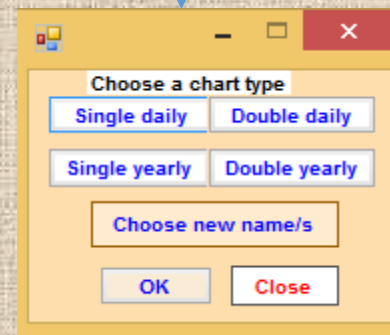 Choose a chart type
Single daily Double daily
Single yearly Double yearly
Choose new name/s
OK Close